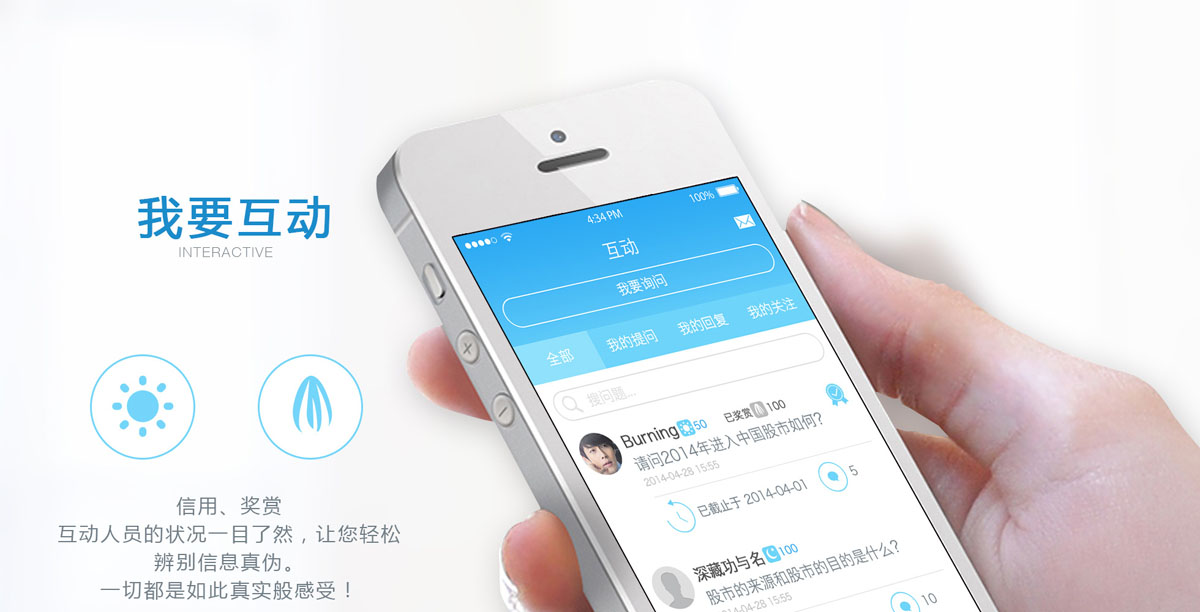 我要互动
INTERACTIVE
信用、奖赏
互动人员的状况一目了然，让您轻松
辨别信息真伪。
一切都是如此真实般感受！
4:34 PM
100%
互动
我要询问
全部 我的提问 我的回复 我的关注
搜问题...
Burning 50 已奖赏 100
请问2014年进入中国股市如何?
2014-04-28 15:55
已截止于 2014-04-01 5
深藏功与名 100
股市的来源和股市的目的是什么?
2014-04-28 15:55
10